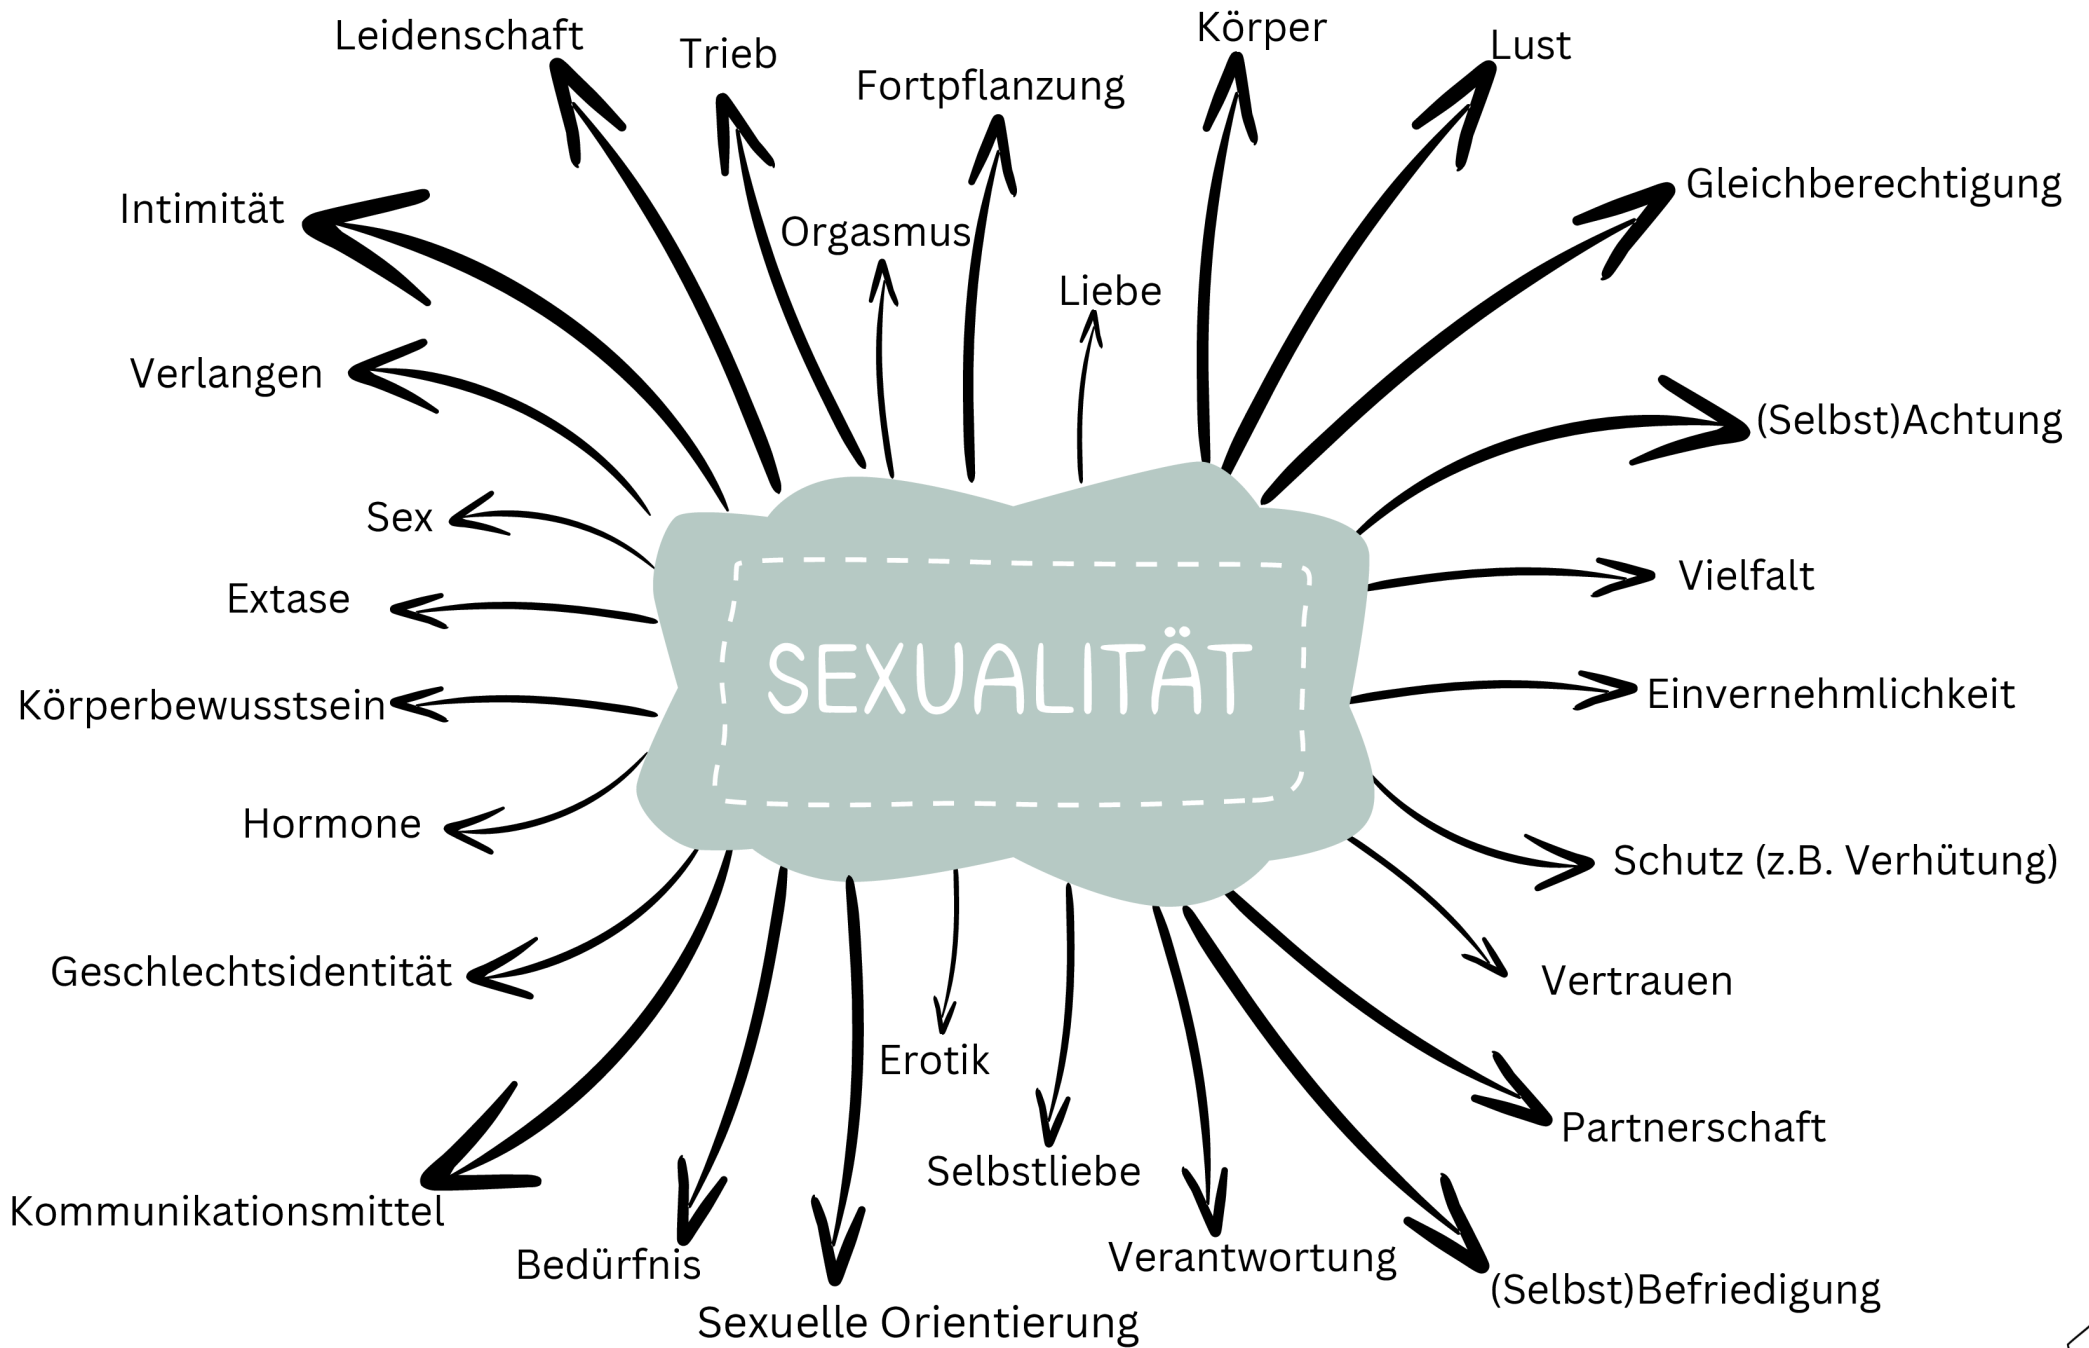 Leidenschaft
Trieb
Körper
Lust
Fortpflanzung
Intimität
Orgasmus
Gleichberechtigung
Liebe
Verlangen
(Selbst)Achtung
Sex
Extase
Vielfalt
SEXUALITÄT
Körperbewusstsein
Einvernehmlichkeit
Hormone
Schutz (z.B. Verhütung)
Geschlechtsidentität
Vertrauen
Erotik
Partnerschaft
Selbstliebe
Kommunikationsmittel
Bedürfnis
Verantwortung
(Selbst)Befriedigung
Sexuelle Orientierung